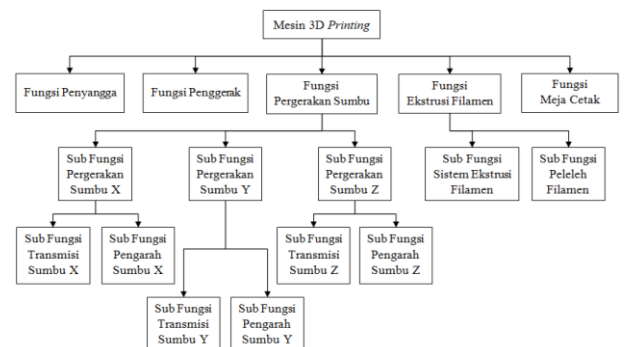 Mesin 3D Printing
Fungsi Penyangga
Fungsi Penggerak
Fungsi
Pergerakan Sumbu
Fungsi
Ekstrusi Filamen
Fungsi
Meja Cetak
Sub Fungsi
Pergerakan
Sumbu X
Sub Fungsi
Pergerakan
Sumbu Y
Sub Fungsi
Pergerakan
Sumbu Z
Sub Fungsi
Sistem Ekstrusi
Filamen
Sub Fungsi
Peleleh
Filamen
Sub Fungsi
Transmisi
Sumbu X
Sub Fungsi
Pengarah
Sumbu X
Sub Fungsi
Transmisi
Sumbu Z
Sub Fungsi
Pengarah
Sumbu Z
Sub Fungsi
Transmisi
Sumbu Y
Sub Fungsi
Pengarah
Sumbu Y